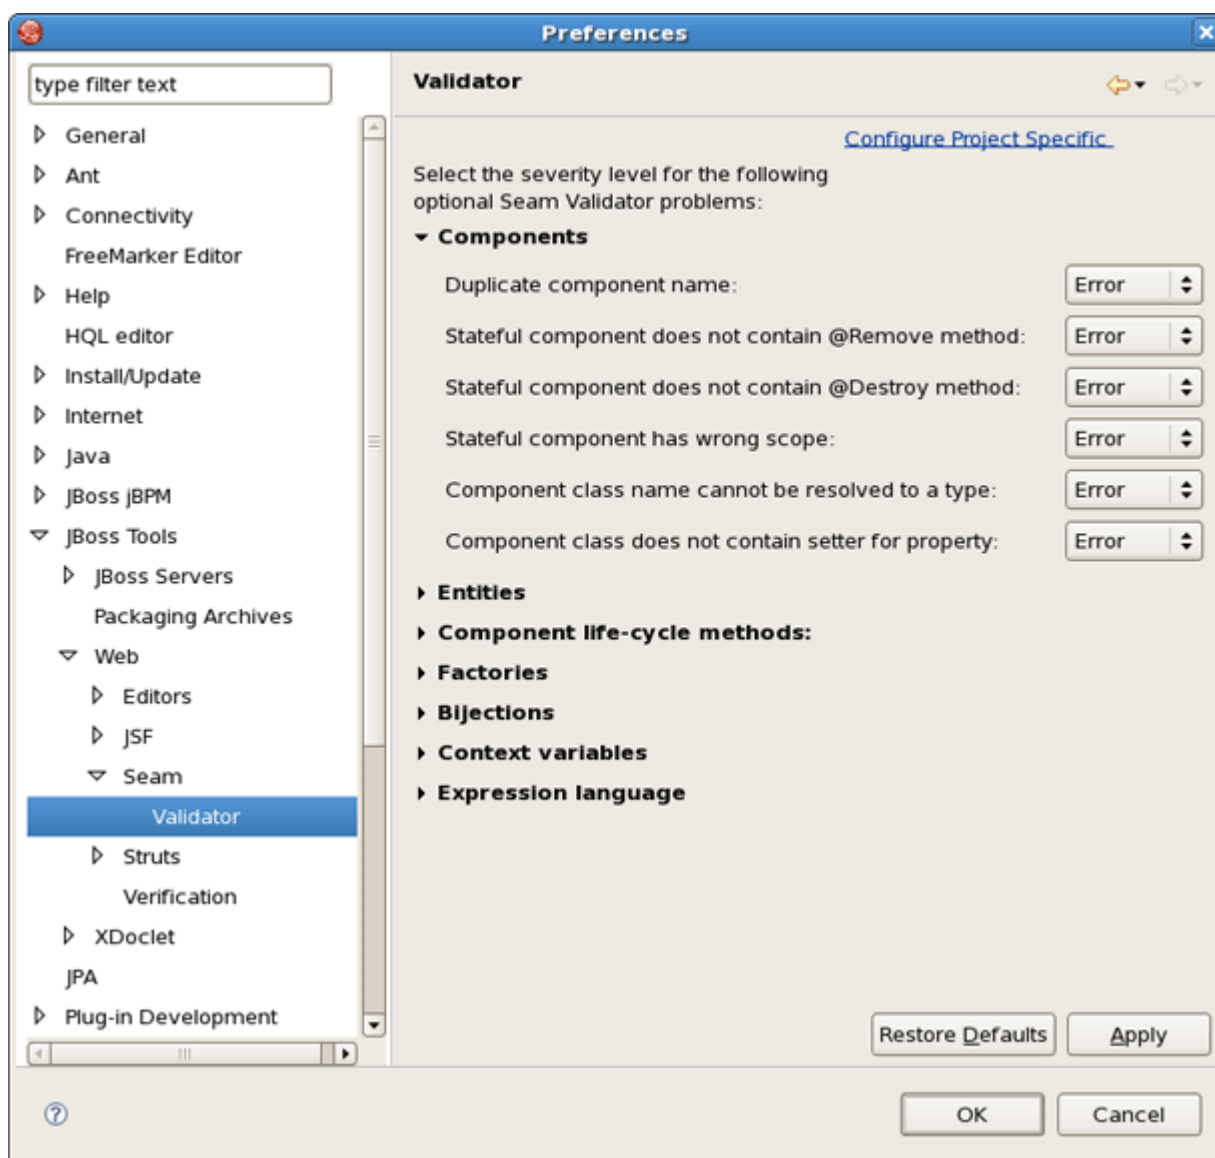 Preferences
type filter text
General
Ant
Connectivity
FreeMarker Editor
Help
HQL editor
Install/Update
Internet
Java
JBoss jBPM
JBoss Tools
JBoss Servers
Packaging Archives
Web
Editors
JSF
Seam
Validator
Struts
Verification
XDoclet
JPA
Plug-in Development
Validator
Configure Project Specific
Select the severity level for the following
optional Seam Validator problems:
Components
Duplicate component name: Error
Stateful component does not contain @Remove method: Error
Stateful component does not contain @Destroy method: Error
Stateful component has wrong scope: Error
Component class name cannot be resolved to a type: Error
Component class does not contain setter for property: Error
Entities
Component life-cycle methods:
Factories
Bijections
Context variables
Expression language
Restore Defaults Apply
OK Cancel